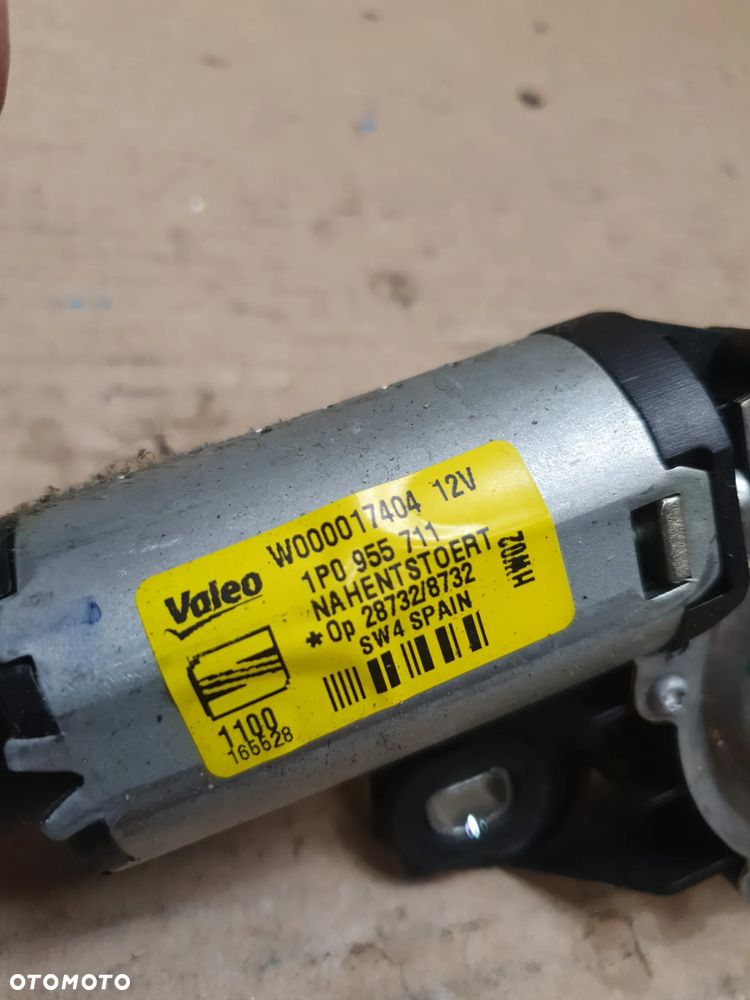 Valeo
W000017404 12V
1P0 955 711
NAHENTSTOERT
*Op 28732/8732
SW4 SPAIN
HW02
1100
165528
OTOMOTO